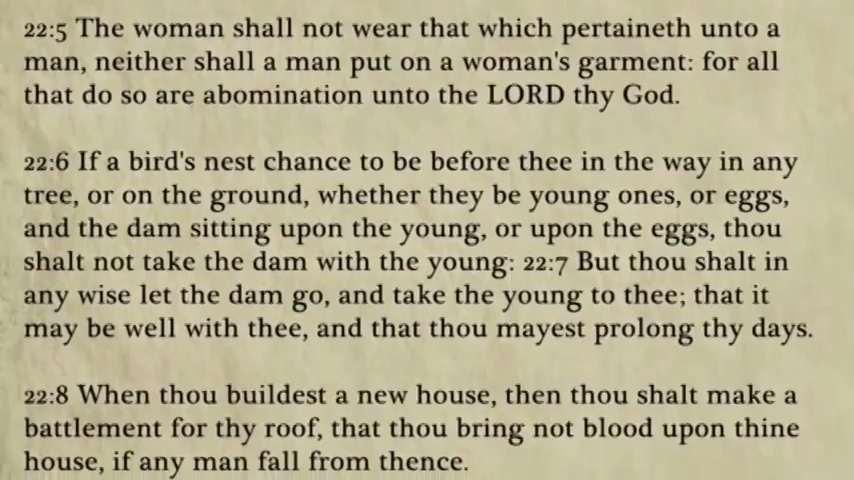 22:5 The woman shall not wear that which pertaineth unto a
man, neither shall a man put on a woman's garment: for all
that do so are abomination unto the LORD thy God.
22:6 If a bird's nest chance to be before thee in the way in any
tree, or on the ground, whether they be young ones, or eggs,
and the dam sitting upon the young, or upon the eggs, thou
shalt not take the dam with the young: 22:7 But thou shalt in
any wise let the dam go, and take the young to thee; that it
may be well with thee, and that thou mayest prolong thy days.
22:8 When thou buildest a new house, then thou shalt make a
battlement for thy roof, that thou bring not blood upon thine
house, if any man fall from thence.